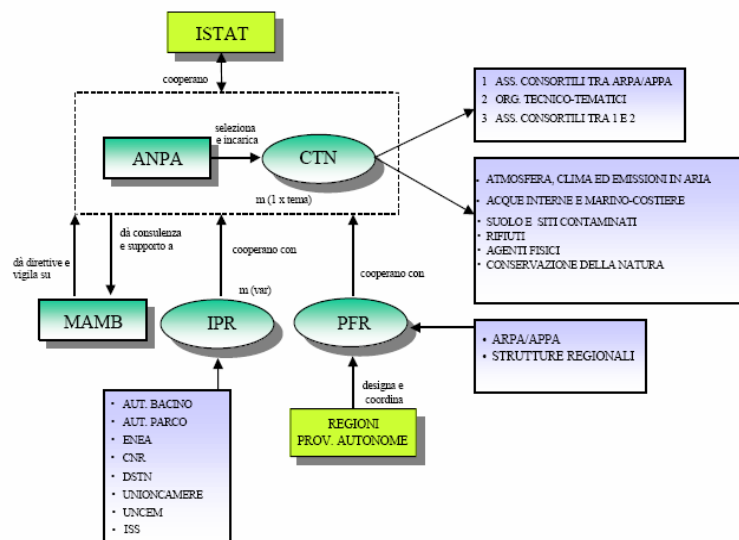 ISTAT
cooperano
1 ASS. CONSORTILI TRA ARPA/APPA
2 ORG. TECNICO-TEMATICI
3 ASS. CONSORTILI TRA 1 E 2
seleziona
e incarica
ANPA
CTN
m (1 x tema)
• ATMOSFERA, CLIMA ED EMISSIONI IN ARIA
• ACQUE INTERNE E MARINO-COSTIERE
• SUOLO E SITI CONTAMINATI
• RIFIUTI
• AGENTI FISICI
• CONSERVAZIONE DELLA NATURA
dà direttive e
vigila su
dà consulenza
e supporto a
cooperano con
m (var)
cooperano con
MAMB
IPR
PFR
• ARPA/APPA
• STRUTTURE REGIONALI
designa e
coordina
REGIONI
PROV. AUTONOME
• AUT. BACINO
• AUT. PARCO
• ENEA
• CNR
• DSTN
• UNIONCAMERE
• UNCEM
• ISS